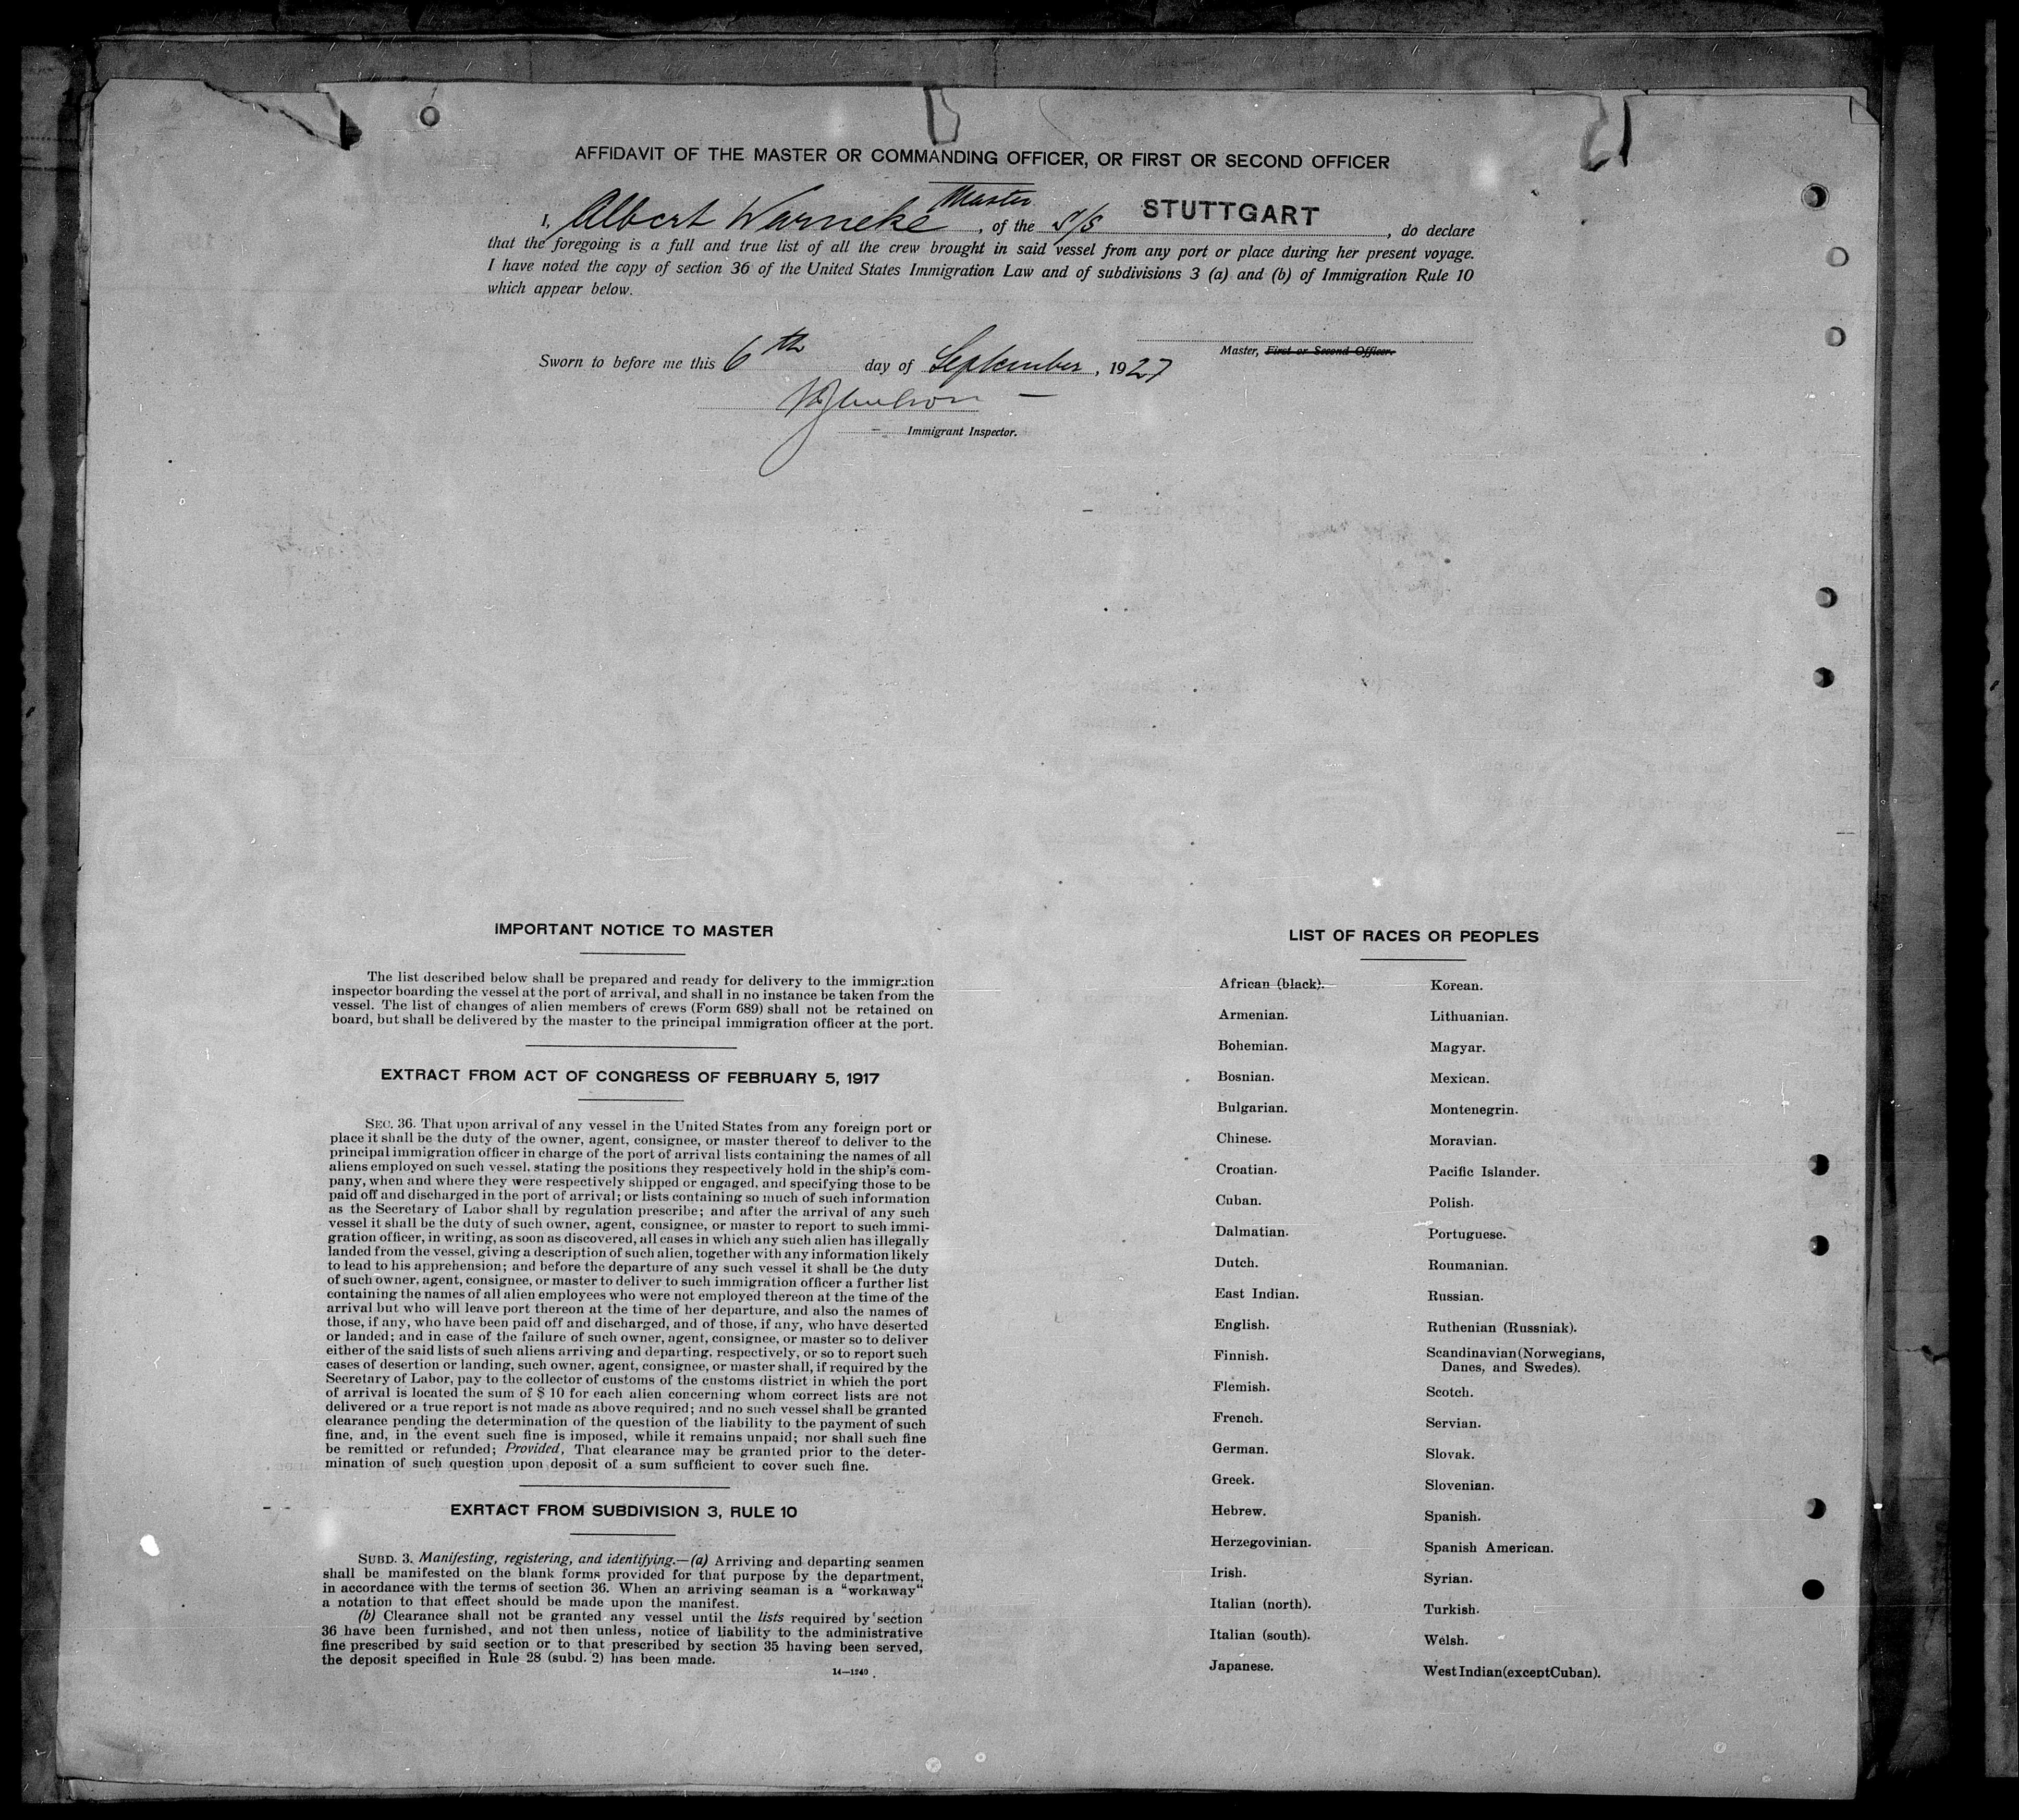 AFFIDAVIT OF THE MASTER OR COMMANDING OFFICER, OR FIRST OR SECOND OFFICER
Master
I, Albert Warneke, of the S/S STUTTGART, do declare
that the foregoing is a full and true list of all the crew brought in said vessel from any port or place during her present voyage.
I have noted the copy of section 36 of the United States Immigration Law and of subdivisions 3 (a) and (b) of Immigration Rule 10
which appear below.
Master, First or Second Officer.
Sworn to before me this 6th day of September, 1927
Immigrant Inspector.
IMPORTANT NOTICE TO MASTER
The list described below shall be prepared and ready for delivery to the immigration
inspector boarding the vessel at the port of arrival, and shall in no instance be taken from the
vessel. The list of changes of alien members of crews (Form 689) shall not be retained on
board, but shall be delivered by the master to the principal immigration officer at the port.
EXTRACT FROM ACT OF CONGRESS OF FEBRUARY 5, 1917
SEC. 36. That upon arrival of any vessel in the United States from any foreign port or
place it shall be the duty of the owner, agent, consignee, or master thereof to deliver to the
principal immigration officer in charge of the port of arrival lists containing the names of all
aliens employed on such vessel, stating the positions they respectively hold in the ship's com-
pany, when and where they were respectively shipped or engaged, and specifying those to be
paid off and discharged in the port of arrival; or lists containing so much of such information
as the Secretary of Labor shall by regulation prescribe; and after the arrival of any such
vessel it shall be the duty of such owner, agent, consignee, or master to report to such immi-
gration officer, in writing, as soon as discovered, all cases in which any such alien has illegally
landed from the vessel, giving a description of such alien, together with any information likely
to lead to his apprehension; and before the departure of any such vessel it shall be the duty
of such owner, agent, consignee, or master to deliver to such immigration officer a further list
containing the names of all alien employees who were not employed thereon at the time of the
arrival but who will leave port thereon at the time of her departure, and also the names of
those, if any, who have been paid off and discharged, and of those, if any, who have deserted
or landed; and in case of the failure of such owner, agent, consignee, or master so to deliver
either of the said lists of such aliens arriving and departing, respectively, or so to report such
cases of desertion or landing, such owner, agent, consignee, or master shall, if required by the
Secretary of Labor, pay to the collector of customs of the customs district in which the port
of arrival is located the sum of $ 10 for each alien concerning whom correct lists are not
delivered or a true report is not made as above required; and no such vessel shall be granted
clearance pending the determination of the question of the liability to the payment of such
fine, and, in the event such fine is imposed, while it remains unpaid; nor shall such fine
be remitted or refunded; Provided, That clearance may be granted prior to the deter-
mination of such question upon deposit of a sum sufficient to cover such fine.
EXRTACT FROM SUBDIVISION 3, RULE 10
SUBD. 3. Manifesting, registering, and identifying.—(a) Arriving and departing seamen
shall be manifested on the blank forms provided for that purpose by the department,
in accordance with the terms of section 36. When an arriving seaman is a “workaway“
a notation to that effect should be made upon the manifest.
(b) Clearance shall not be granted any vessel until the lists required by section
36 have been furnished, and not then unless, notice of liability to the administrative
fine prescribed by said section or to that prescribed by section 35 having been served,
the deposit specified in Rule 28 (subd. 2) has been made.
14—1240
LIST OF RACES OR PEOPLES
African (black).
Armenian.
Bohemian.
Bosnian.
Bulgarian.
Chinese.
Croatian.
Cuban.
Dalmatian.
Dutch.
East Indian.
English.
Finnish.
Flemish.
French.
German.
Greek.
Hebrew.
Herzegovinian.
Irish.
Italian (north).
Italian (south).
Japanese.
Korean.
Lithuanian.
Magyar.
Mexican.
Montenegrin.
Moravian.
Pacific Islander.
Polish.
Portuguese.
Roumanian.
Russian.
Ruthenian (Russniak).
Scandinavian (Norwegians,
Danes, and Swedes).
Scotch.
Servian.
Slovak.
Slovenian.
Spanish.
Spanish American.
Syrian.
Turkish.
Welsh.
West Indian (except Cuban).